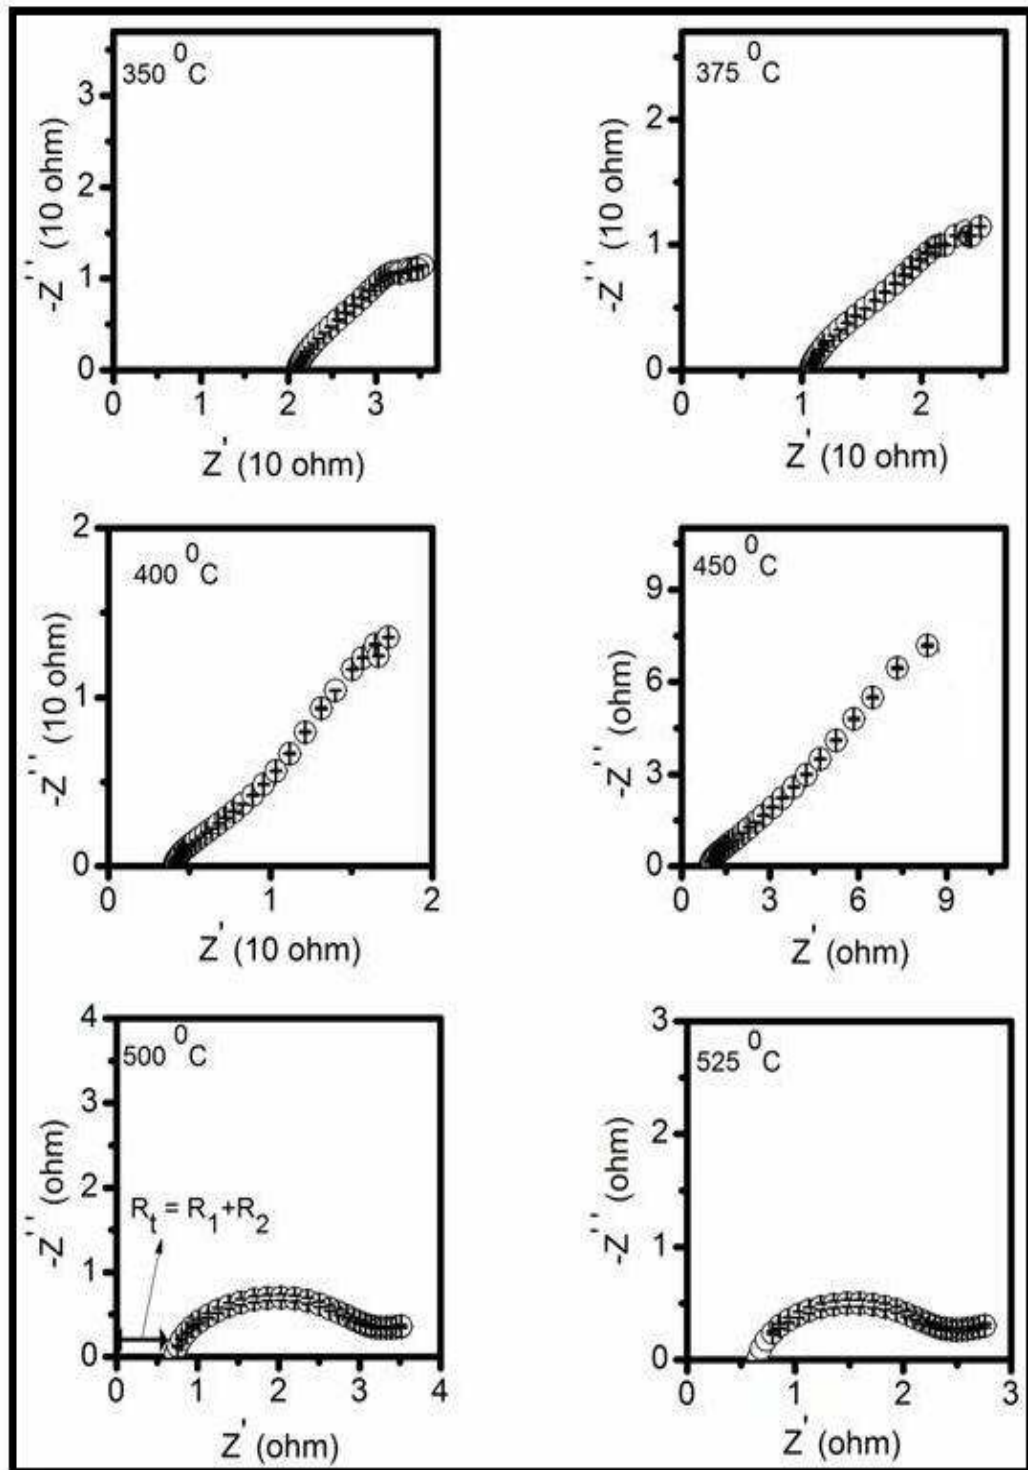 350 ⁰C
3
2
1
0
0 1 2 3
-Z'' (10 ohm)
Z' (10 ohm)
375 ⁰C
2
1
0
0 1 2
-Z'' (10 ohm)
Z' (10 ohm)
400 ⁰C
2
1
0
0 1 2
-Z'' (10 ohm)
Z' (10 ohm)
450 ⁰C
9
6
3
0
0 3 6 9
-Z'' (ohm)
Z' (ohm)
500 ⁰C
4
3
2
1
0
R_t = R_1+R_2
0 1 2 3 4
-Z'' (ohm)
Z' (ohm)
525 ⁰C
3
2
1
0
0 1 2 3
-Z'' (ohm)
Z' (ohm)